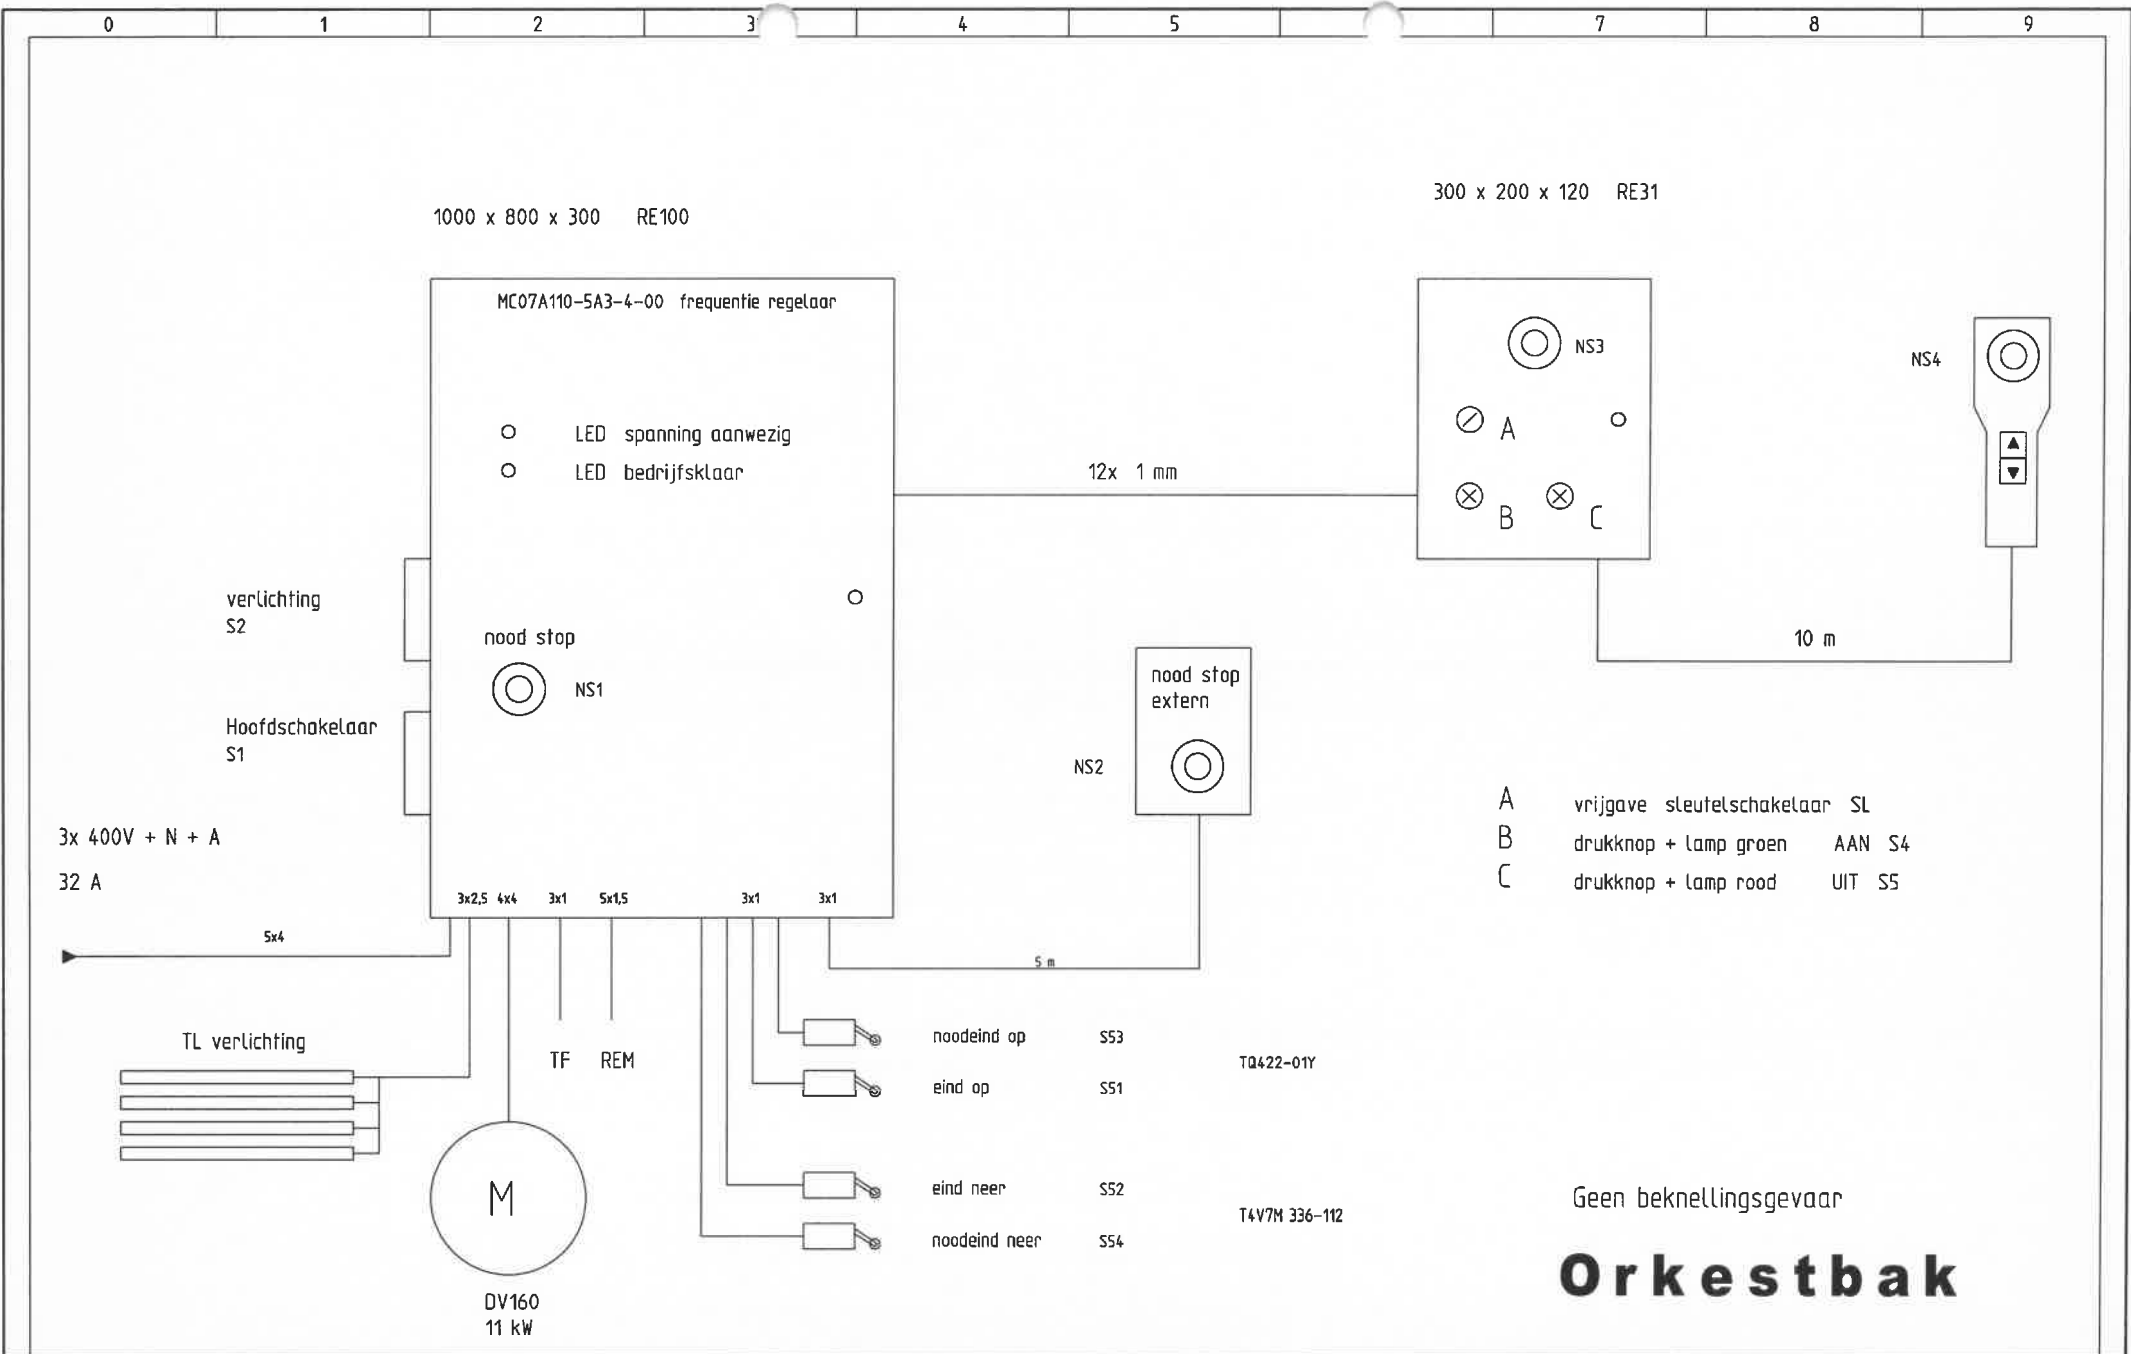 0 1 2 3 4 5 7 8 9
1000 x 800 x 300 RE100
300 x 200 x 120 RE31
MC07A110-5A3-4-00 frequentie regelaar
NS3
NS4
LED spanning aanwezig
A
LED bedrijfsklaar
12x 1 mm
B C
verlichting
S2
nood stop
10 m
NS1
nood stop
extern
Hoofdschakelaar
S1
NS2
A vrijgave sleutelschakelaar SL
3x 400V + N + A
B drukknop + lamp groen AAN S4
32 A
C drukknop + lamp rood UIT S5
3x2,5 4x4 3x1 5x1,5 3x1 3x1
5x4
5 m
TL verlichting
noodeind op S53
TF REM
TQ422-01Y
eind op S51
M
eind neer S52
T4V7M 336-112
noodeind neer S54
Geen beknellingsgevaar
Orkestbak
DV160
11 kW